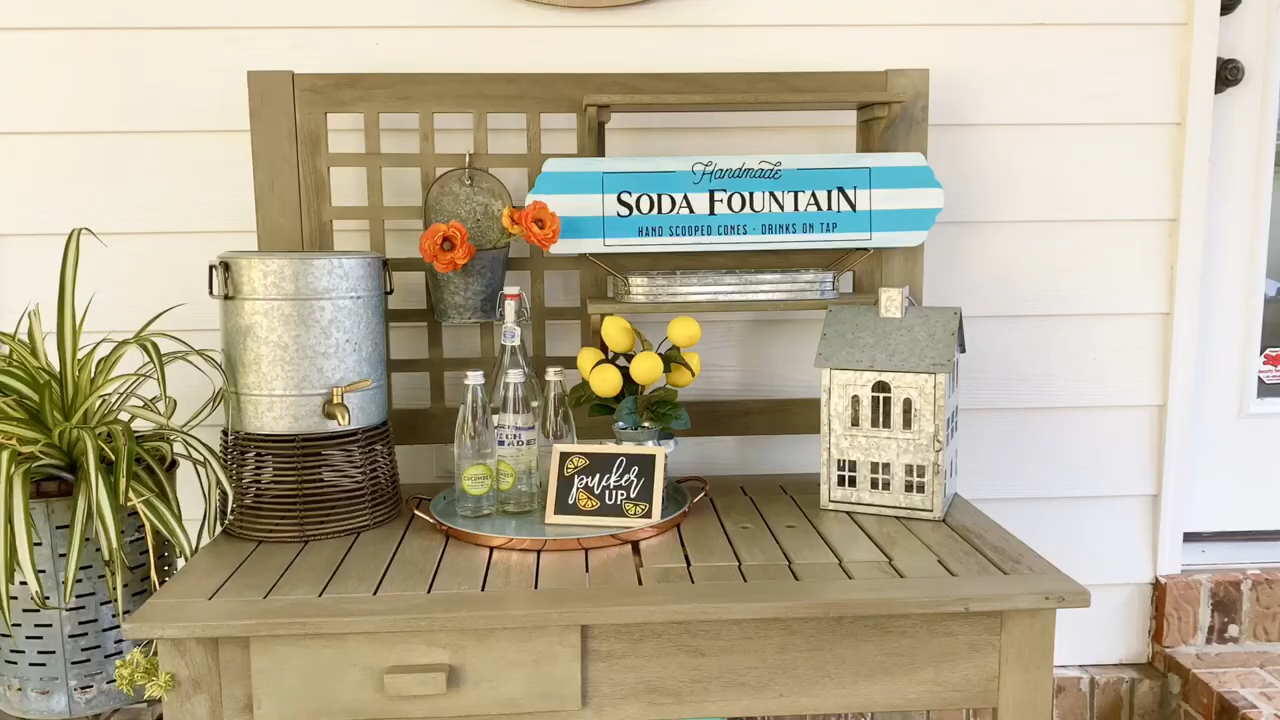 Handmade
SODA FOUNTAIN
HAND SCOOPED CONES - DRINKS ON TAP
CUCUMBER
pucker
UP